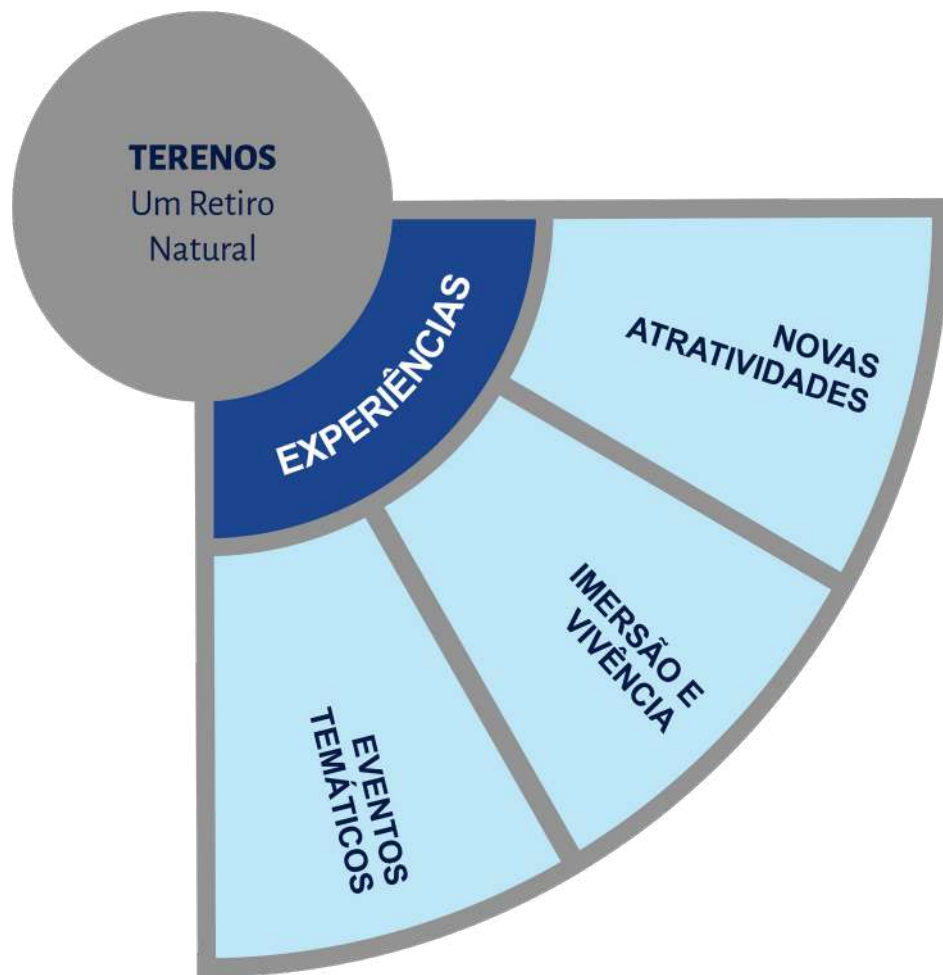 TERENOS
Um Retiro
Natural
EXPERIÊNCIAS
NOVAS
ATRATIVIDADES
IMERSÃO E
VIVÊNCIA
EVENTOS
TEMÁTICOS